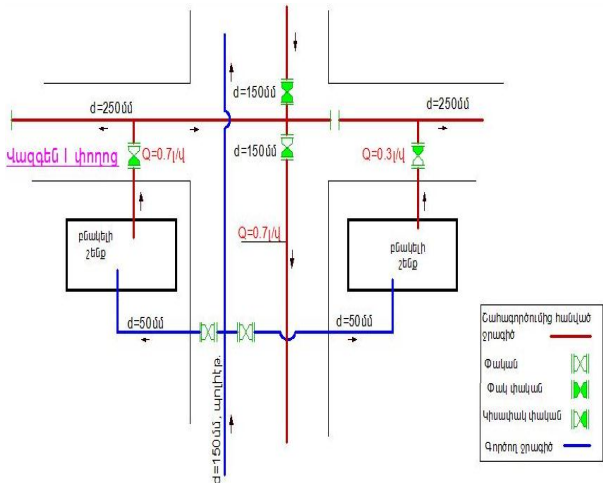 d=150մմ
d=250մմ
d=250մմ
Վազգեն I փողոց
Q=0.7լ/վ
d=150մմ
Q=0.3լ/վ
բնակելի
շենք
Q=0.7լ/վ
բնակելի
շենք
d=50մմ
d=50մմ
d=150մմ, պոլիէթ.
Շահագործումից հանված
ջրագիծ
Փական
Փակ փական
Կիսափակ փական
Գործող ջրագիծ